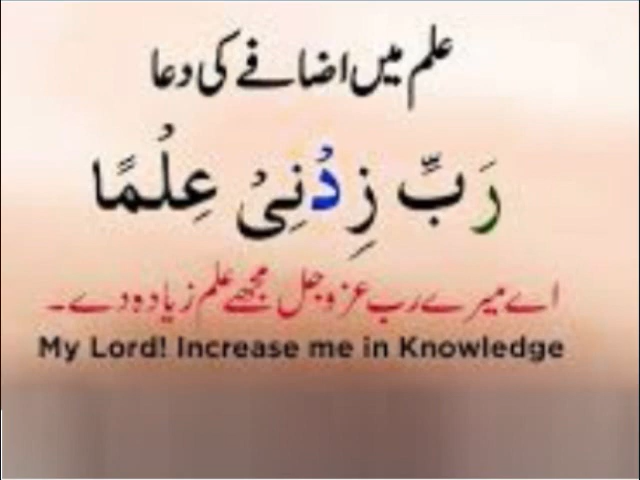 علم میں اضافے کی دعا
رَبِّ زِدْنِیْ عِلْمًا
اے میرے رب عزوجل مجھے علم زیادہ دے۔
My Lord! Increase me in Knowledge